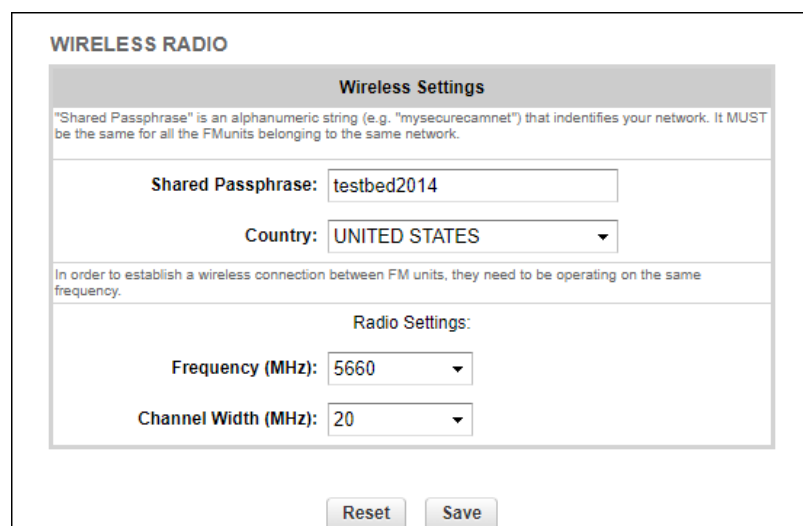 WIRELESS RADIO
Wireless Settings
"Shared Passphrase" is an alphanumeric string (e.g. "mysecurecamnet") that indentifies your network. It MUST
be the same for all the FMunits belonging to the same network.
Shared Passphrase: testbed2014
Country: UNITED STATES
In order to establish a wireless connection between FM units, they need to be operating on the same
frequency.
Radio Settings:
Frequency (MHz): 5660
Channel Width (MHz): 20
Reset Save